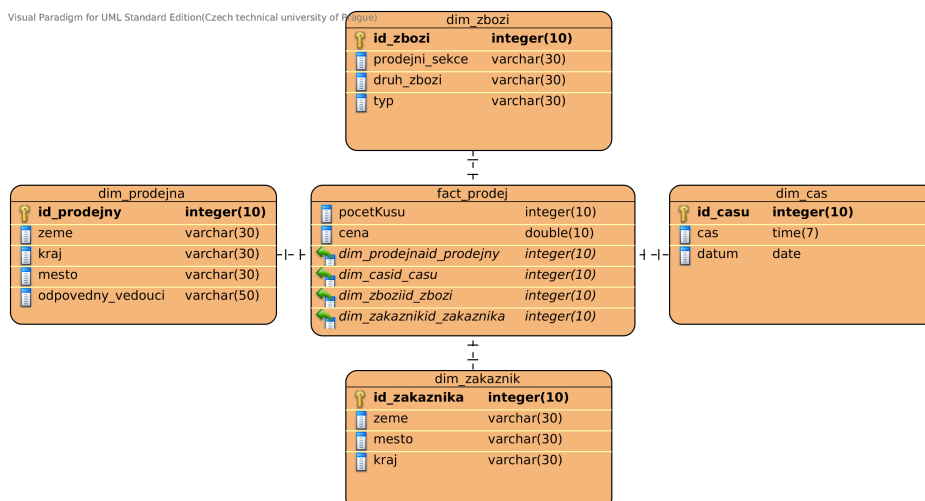 Visual Paradigm for UML Standard Edition(Czech technical university of Prague)
dim_zbozi
id_zbozi integer(10)
prodejni_sekce varchar(30)
druh_zbozi varchar(30)
typ varchar(30)
dim_prodejna
id_prodejny integer(10)
zeme varchar(30)
kraj varchar(30)
mesto varchar(30)
odpovedny_vedouci varchar(50)
fact_prodej
pocetKusu integer(10)
cena double(10)
dim_prodejnaid_prodejny integer(10)
dim_casid_casu integer(10)
dim_zboziid_zbozi integer(10)
dim_zakaznikid_zakaznika integer(10)
dim_cas
id_casu integer(10)
cas time(7)
datum date
dim_zakaznik
id_zakaznika integer(10)
zeme varchar(30)
mesto varchar(30)
kraj varchar(30)